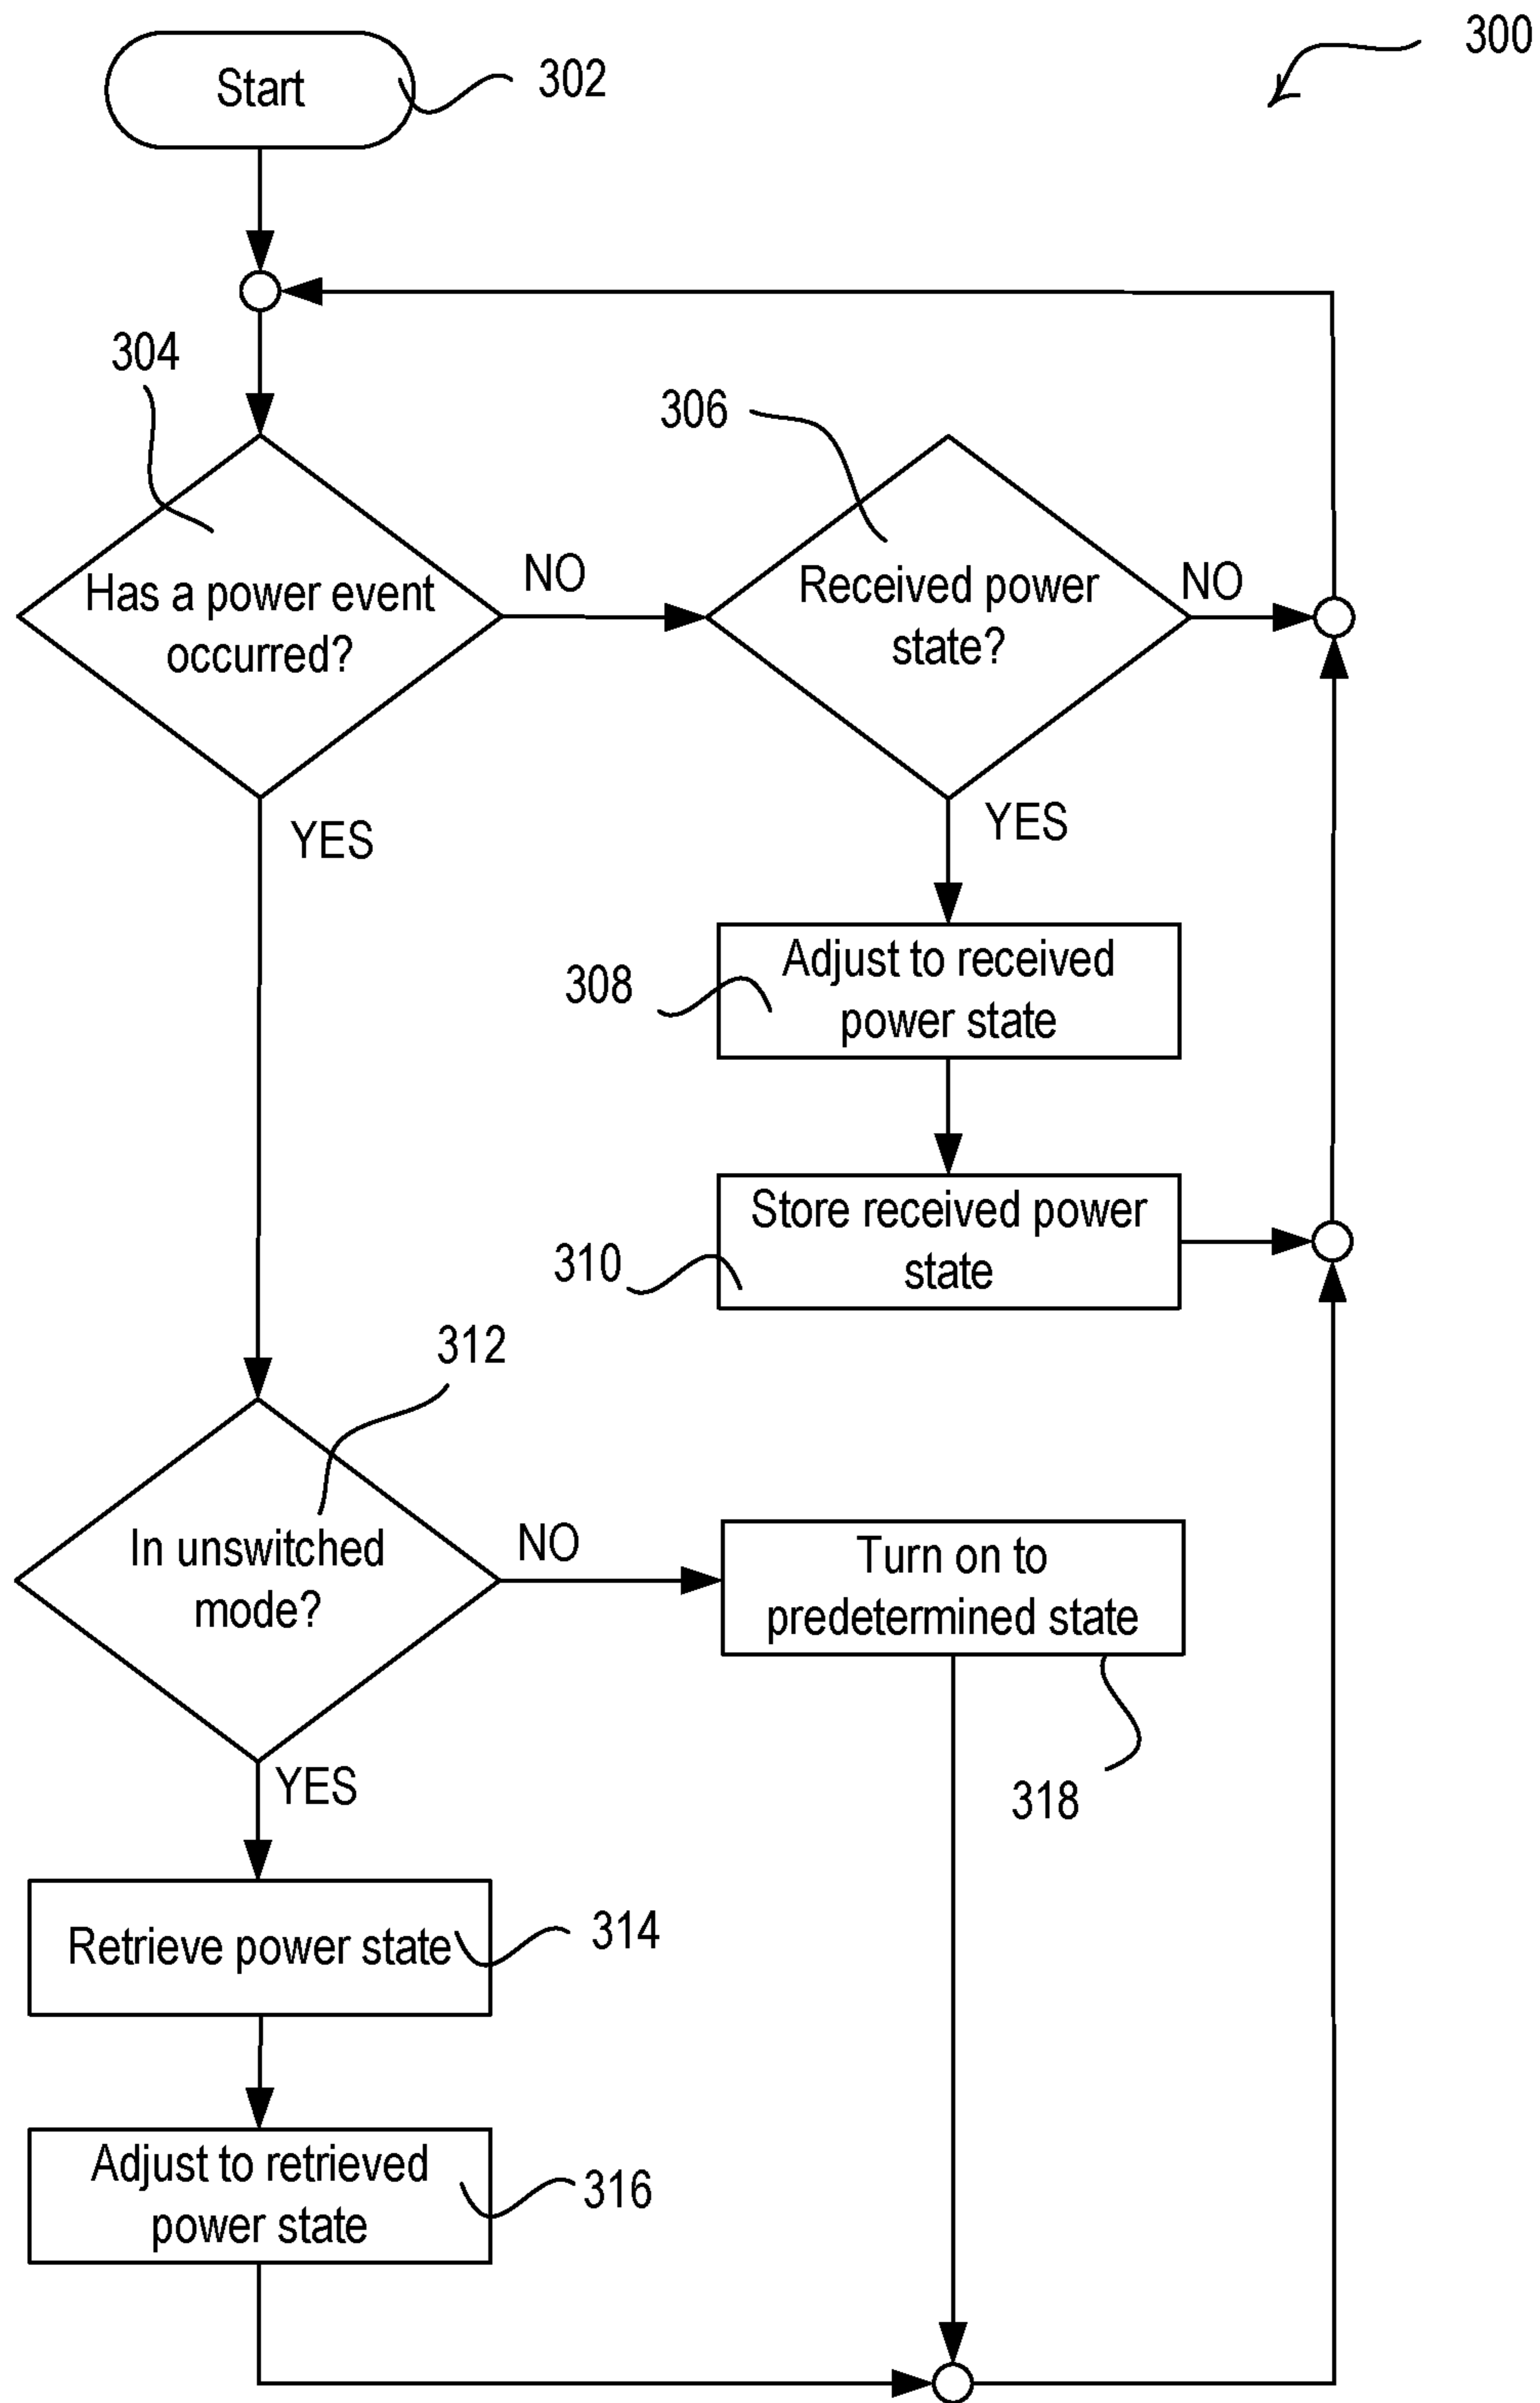 300
Start
302
304
306
Has a power event
occurred?
NO
Received power
state?
NO
YES
YES
308
Adjust to received
power state
310
Store received power
state
312
In unswitched
mode?
NO
Turn on to
predetermined state
318
YES
Retrieve power state
314
Adjust to retrieved
power state
316